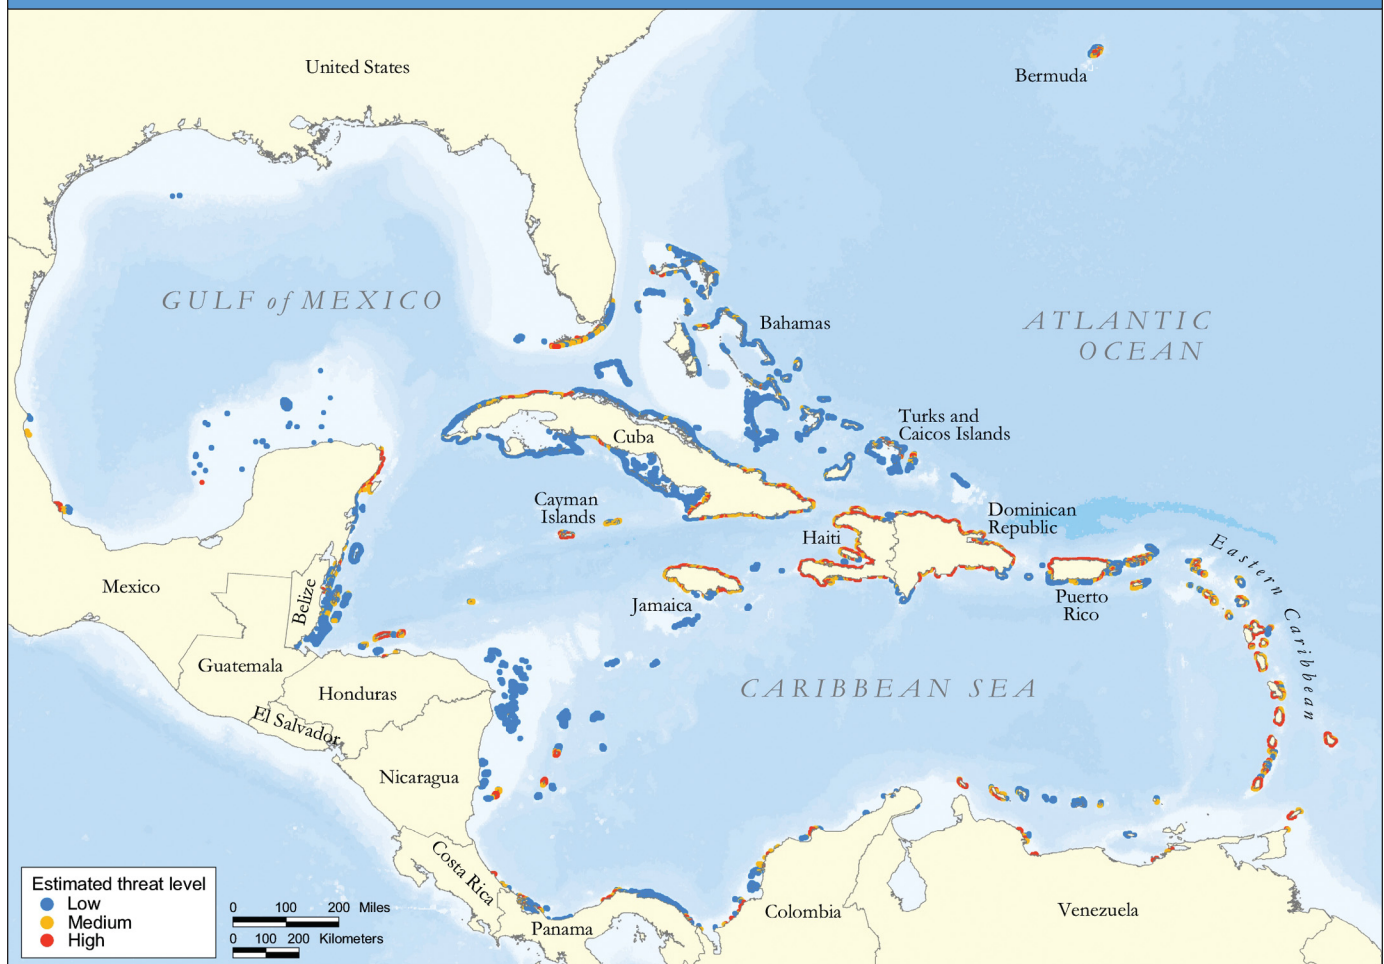 United States
Bermuda
GULF of MEXICO
Bahamas
ATLANTIC
OCEAN
Turks and
Caicos Islands
Cuba
Cayman
Islands
Dominican
Republic
Haiti
Eastern Caribbean
Mexico
Belize
Jamaica
Puerto
Rico
Guatemala
Honduras
CARIBBEAN SEA
El Salvador
Nicaragua
Costa Rica
Panama
Colombia
Venezuela
Estimated threat level
Low
Medium
High
0 100 200 Miles
0 100 200 Kilometers